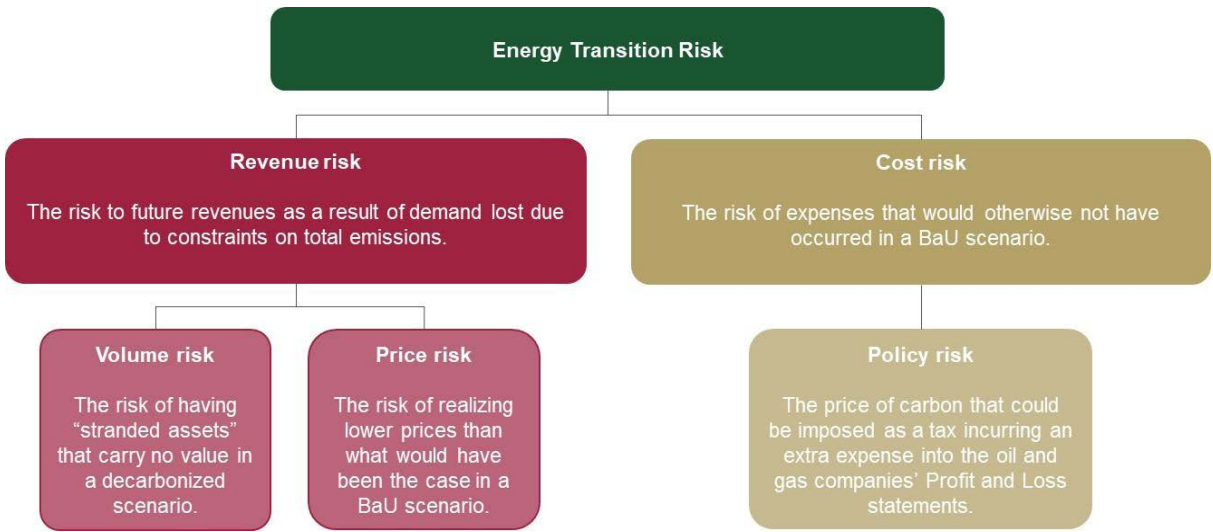 Energy Transition Risk
Revenue risk
The risk to future revenues as a result of demand lost due
to constraints on total emissions.
Cost risk
The risk of expenses that would otherwise not have
occurred in a BaU scenario.
Volume risk
The risk of having
“stranded assets”
that carry no value in
a decarbonized
scenario.
Price risk
The risk of realizing
lower prices than
what would have
been the case in a
BaU scenario.
Policy risk
The price of carbon that could
be imposed as a tax incurring an
extra expense into the oil and
gas companies’ Profit and Loss
statements.